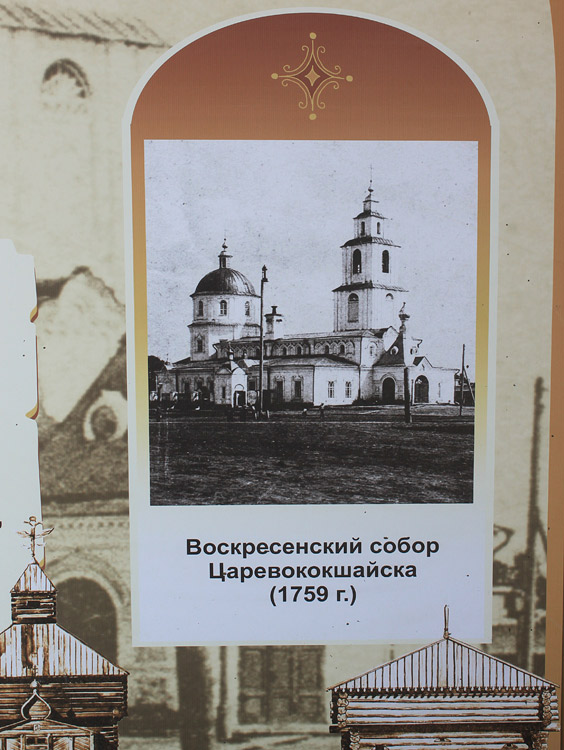 Воскресенский собор
Царевококшайска
(1759 г.)